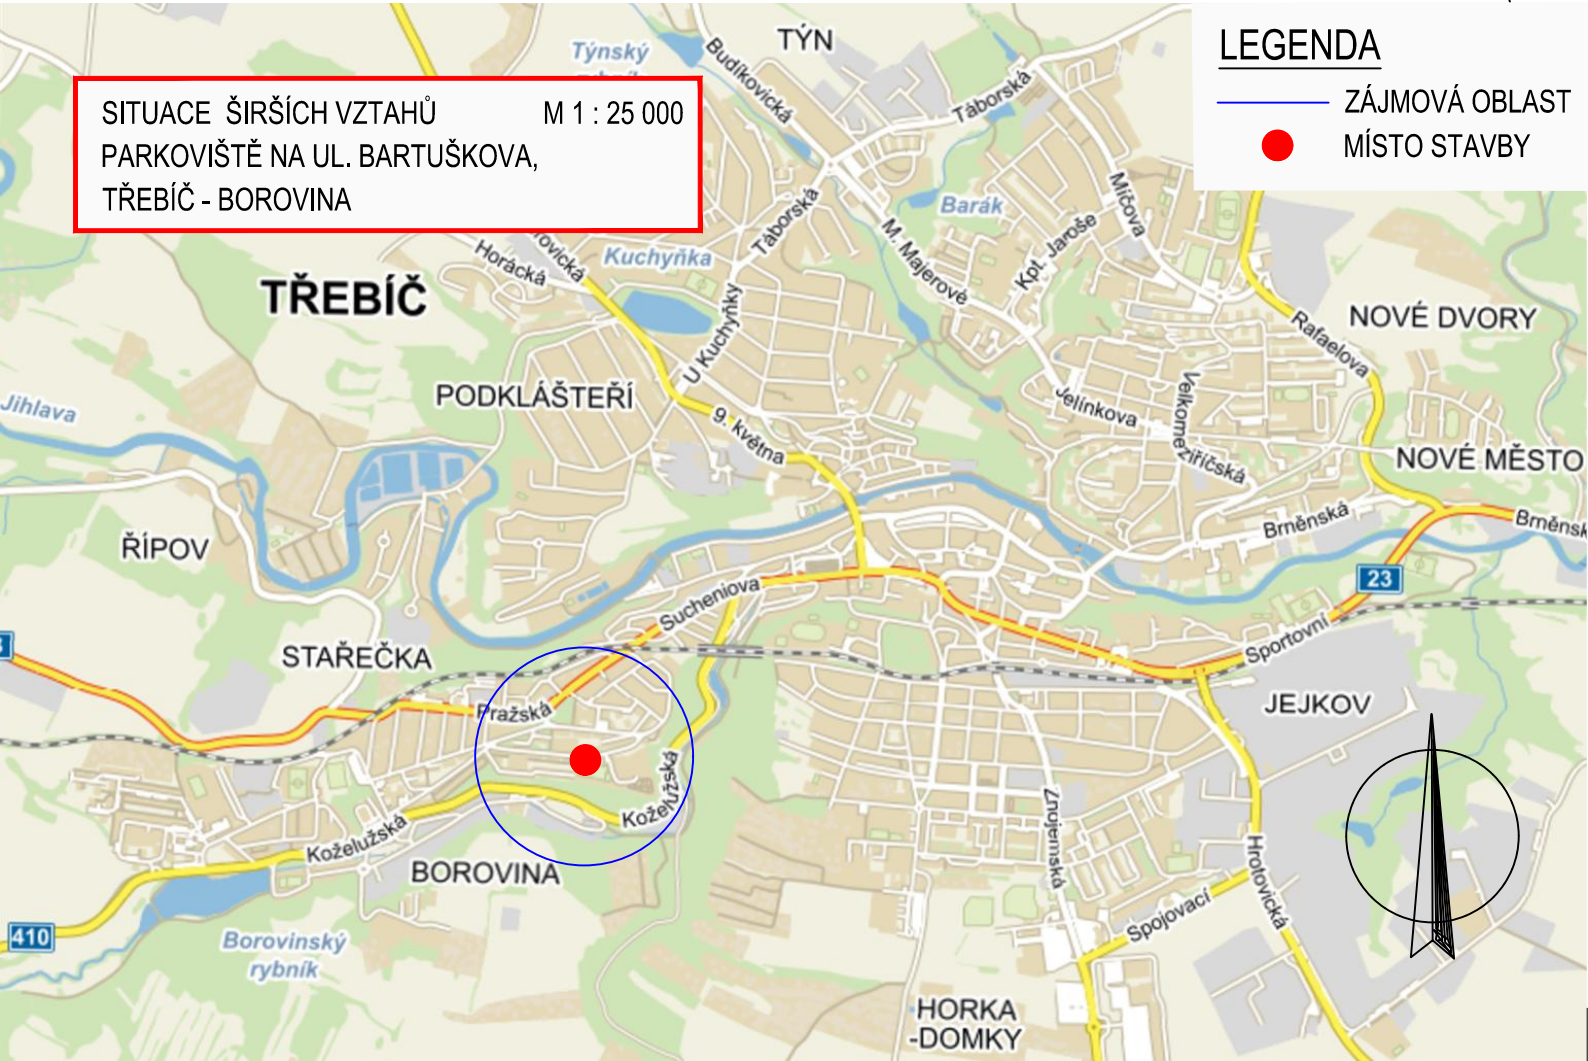 TÝN
LEGENDA
Týnský
Budíkovická
SITUACE ŠIRŠÍCH VZTAHŮ M 1 : 25 000
PARKOVIŠTĚ NA UL. BARTUŠKOVA,
TŘEBÍČ - BOROVINA
Táborská
ZÁJMOVÁ OBLAST
MÍSTO STAVBY
Míčova
Barák
Táborská
M. Majerové
Kpt. Jaroše
Horácká
Kuchyňka
TŘEBÍČ
NOVÉ DVORY
Rafaelova
U Kuchyňky
PODKLÁŠTEŘÍ
Jihlava
9. května
Jelínkova
Velkomeziříčská
NOVÉ MĚSTO
Brněnská
Brněnsk
ŘÍPOV
23
Sucheniova
Sportovní
STAŘEČKA
JEJKOV
Pražská
Koželužská
Koželužská
Znojemská
BOROVINA
Hrotovická
Spojovací
410
Borovinský
rybník
HORKA
-DOMKY